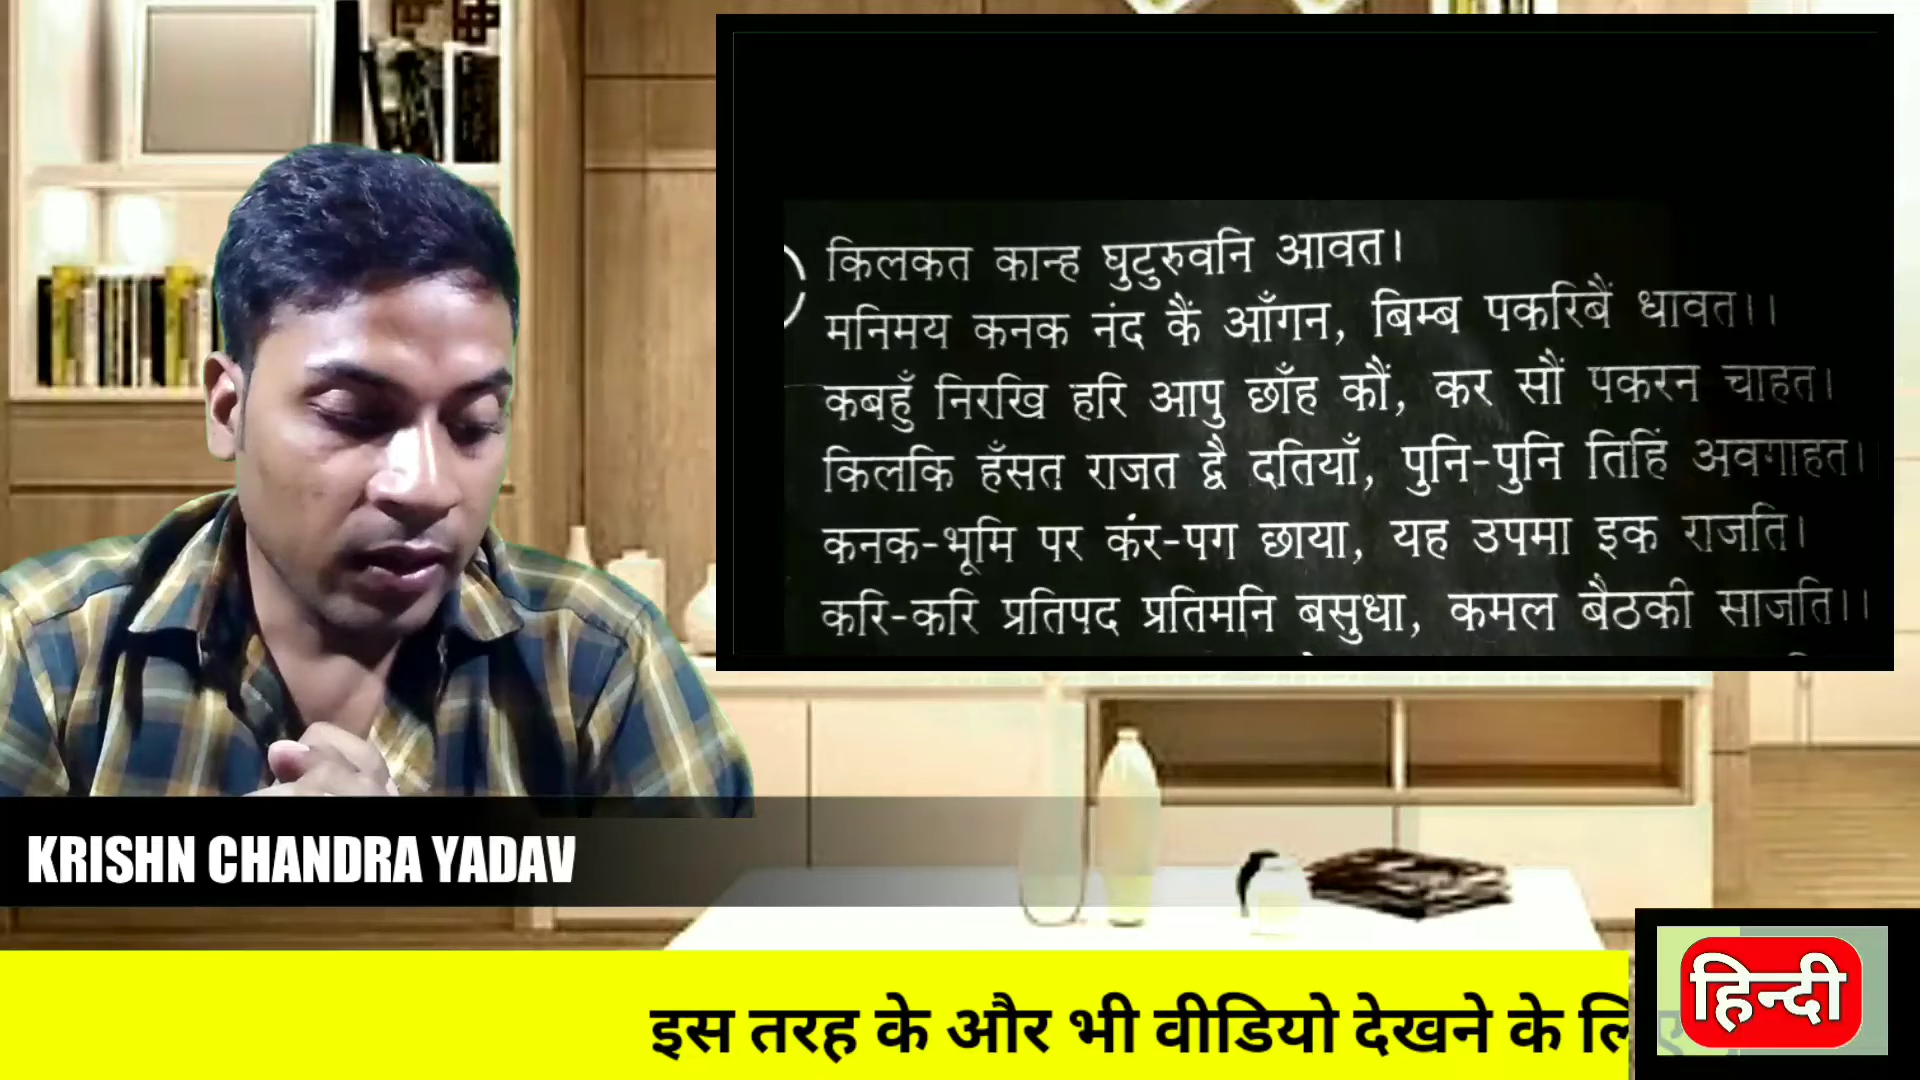 किलकत कान्ह घुटुरुवनि आवत।
मनिमय कनक नंद कैं आँगन, बिम्ब पकरिबैं धावत।।
कबहुँ निरखि हरि आपु छाँह कौं, कर सौं पकरन चाहत।
किलकि हँसत राजत द्वै दतियाँ, पुनि-पुनि तिहिं अवगाहत।
कनक-भूमि पर कंर-पग छाया, यह उपमा इक राजति।
करि-करि प्रतिपद प्रतिमनि बसुधा, कमल बैठकी साजति।।
KRISHN CHANDRA YADAV
इस तरह के और भी वीडियो देखने के लिए
हिन्दी